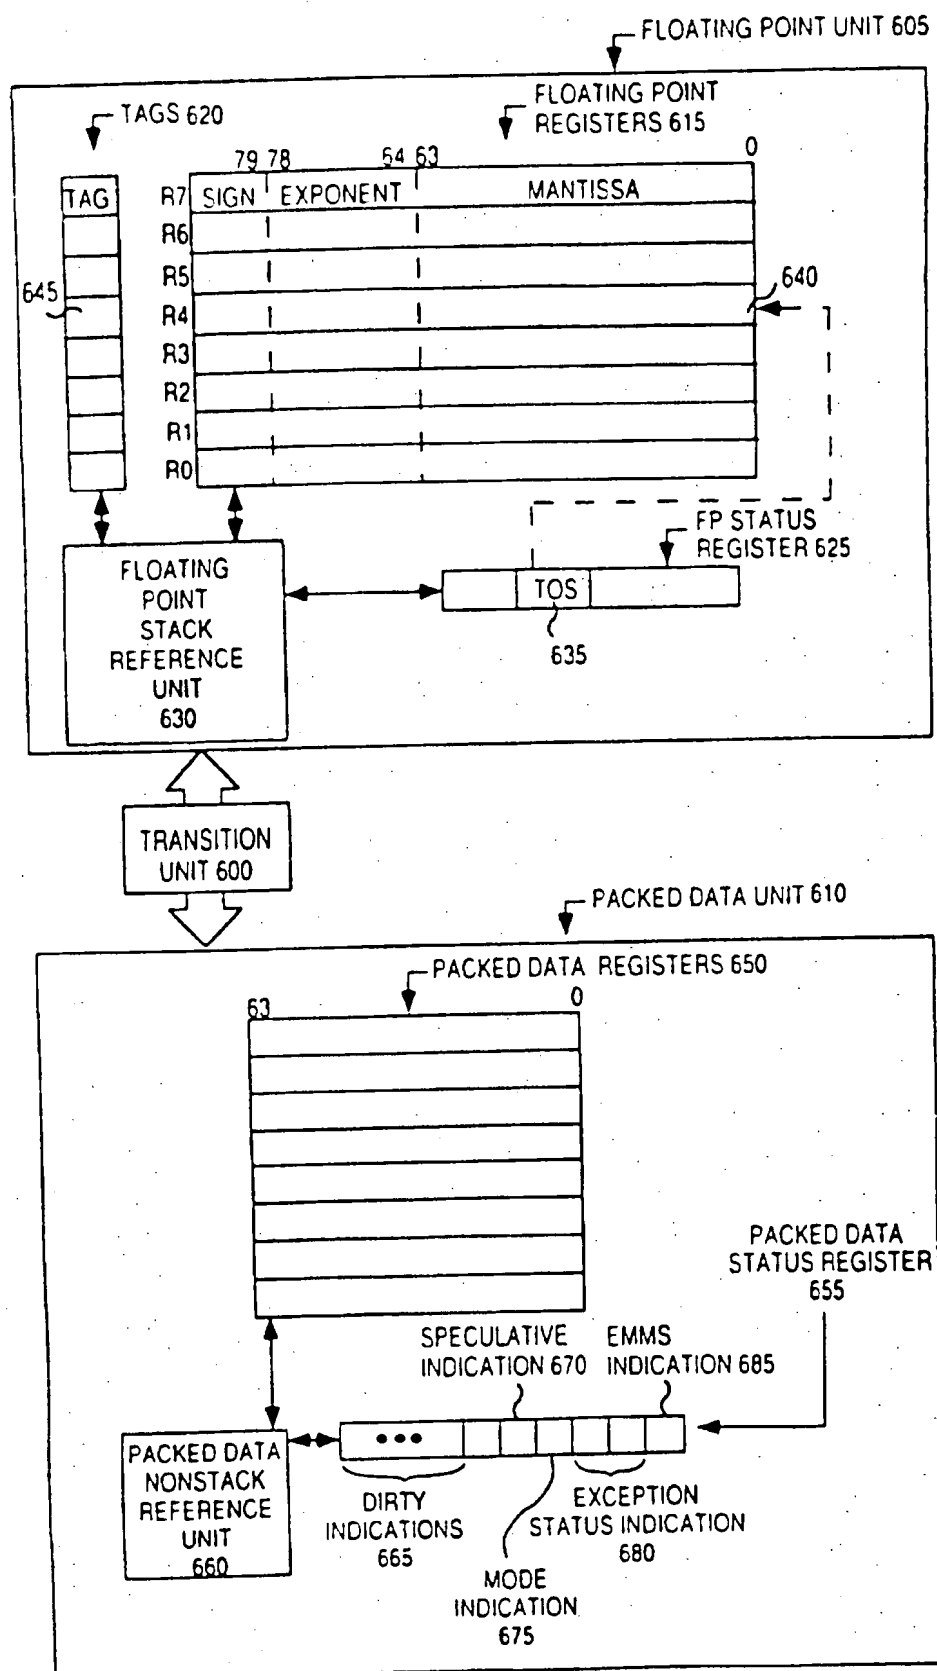 FLOATING POINT UNIT 605
TAGS 620
FLOATING POINT
REGISTERS 615
79 78 64 63 0
TAG
R7 SIGN EXPONENT MANTISSA
R6
R5
645
640
R4
R3
R2
R1
R0
FP STATUS
REGISTER 625
FLOATING
POINT
STACK
REFERENCE
UNIT
630
TOS
635
TRANSITION
UNIT 600
PACKED DATA UNIT 610
PACKED DATA REGISTERS 650
63 0
PACKED DATA
STATUS REGISTER
655
SPECULATIVE
INDICATION 670
EMMS
INDICATION 685
PACKED DATA
NONSTACK
REFERENCE
UNIT
660
DIRTY
INDICATIONS
665
EXCEPTION
STATUS INDICATION
680
MODE
INDICATION
675